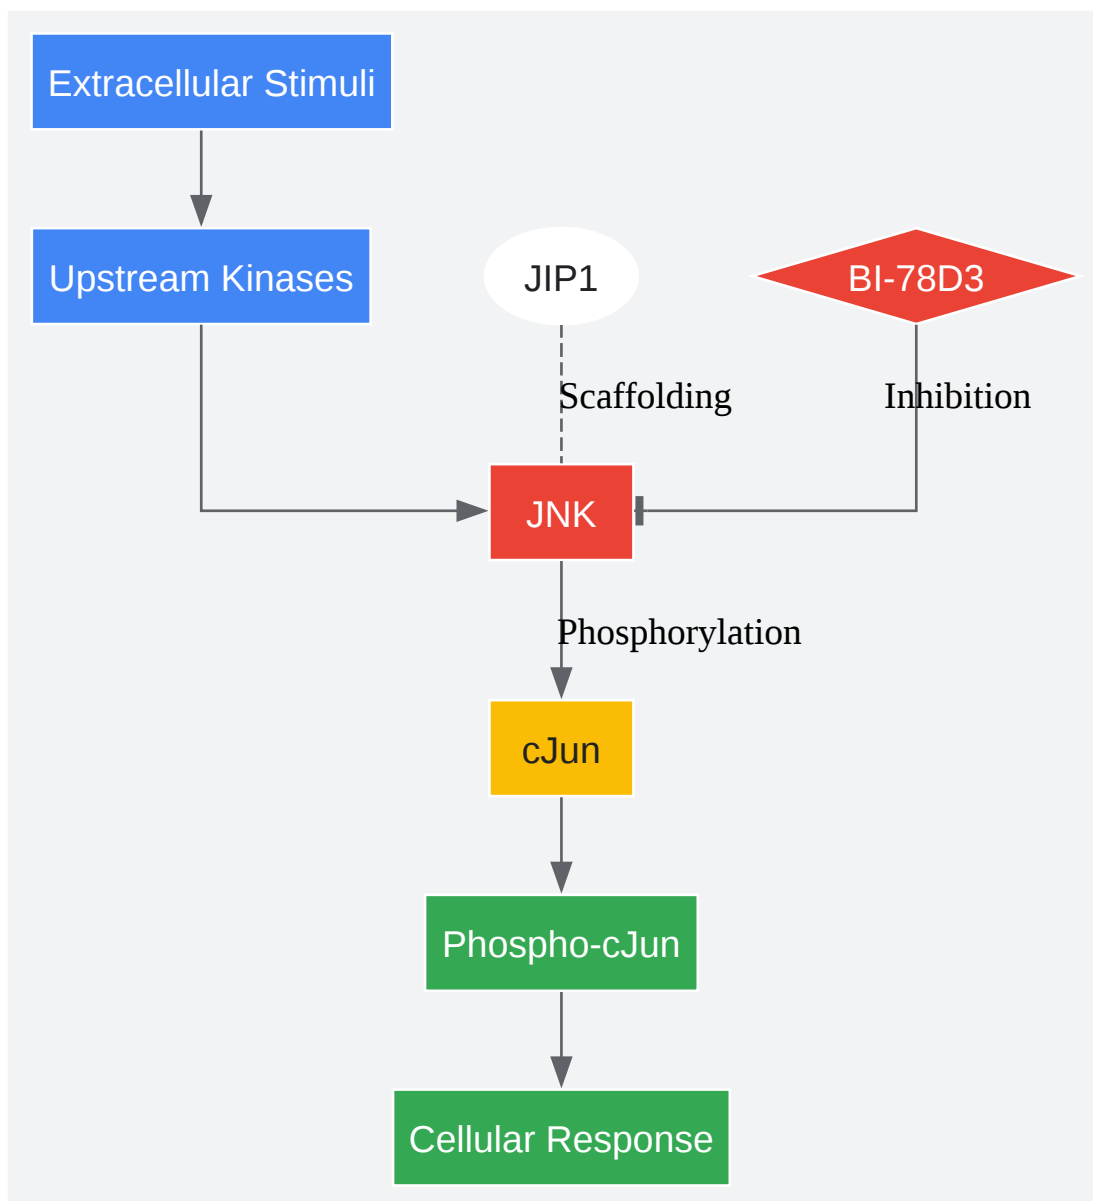 Extracellular Stimuli
Upstream Kinases
JIP1
BI-78D3
Scaffolding
Inhibition
JNK
Phosphorylation
cJun
Phospho-cJun
Cellular Response